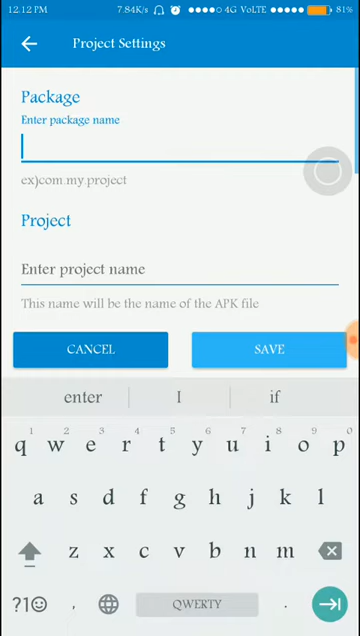 12.12 PM 7.84K/s 4G VoLTE 81%
Project Settings
Package
Enter package name
ex)com.my.project
Project
Enter project name
This name will be the name of the APK file
CANCEL SAVE
enter I if
1 2 3 4 5 6 7 8 9 0
q w e r t y u i o p
a s d f g h j k l
z x c v b n m
?1☺ , QWERTY .